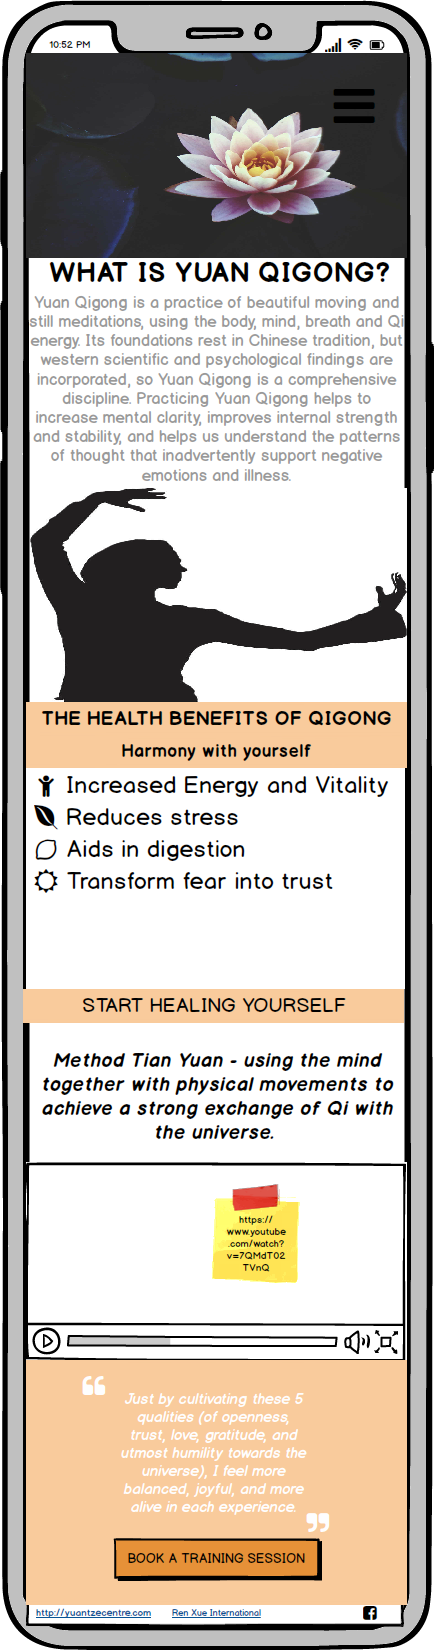 10:52 PM
WHAT IS YUAN QIGONG?
Yuan Qigong is a practice of beautiful moving and
still meditations, using the body, mind, breath and Qi
energy. Its foundations rest in Chinese tradition, but
western scientific and psychological findings are
incorporated, so Yuan Qigong is a comprehensive
discipline. Practicing Yuan Qigong helps to
increase mental clarity, improves internal strength
and stability, and helps us understand the patterns
of thought that inadvertently support negative
emotions and illness.
THE HEALTH BENEFITS OF QIGONG
Harmony with yourself
Increased Energy and Vitality
Reduces stress
Aids in digestion
Transform fear into trust
START HEALING YOURSELF
Method Tian Yuan - using the mind
together with physical movements to
achieve a strong exchange of Qi with
the universe.
https://
www.youtube
.com/watch?
v=7QMdT02
TVnQ
“
Just by cultivating these 5
qualities (of openness,
trust, love, gratitude, and
utmost humility towards the
universe), I feel more
balanced, joyful, and more
alive in each experience.
”
BOOK A TRAINING SESSION
http://yuantzecentre.com Ren Xue International